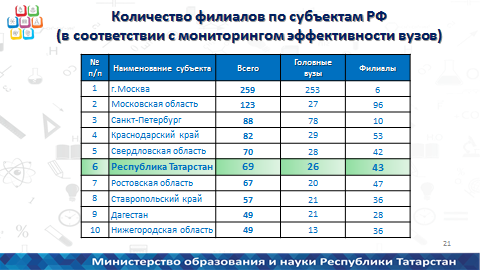 Количество филиалов по субъектам РФ
(в соответствии с мониторингом эффективности вузов)
№ п/п Наименование субъекта Всего Головные вузы Филиалы
1 г.Москва 259 253 6
2 Московская область 123 27 96
3 Санкт-Петербург 88 78 10
4 Краснодарский край 82 29 53
5 Свердловская область 70 28 42
6 Республика Татарстан 69 26 43
7 Ростовская область 67 20 47
8 Ставропольский край 57 21 36
9 Дагестан 49 21 28
10 Нижегородская область 49 13 36
21
Министерство образования и науки Республики Татарстан